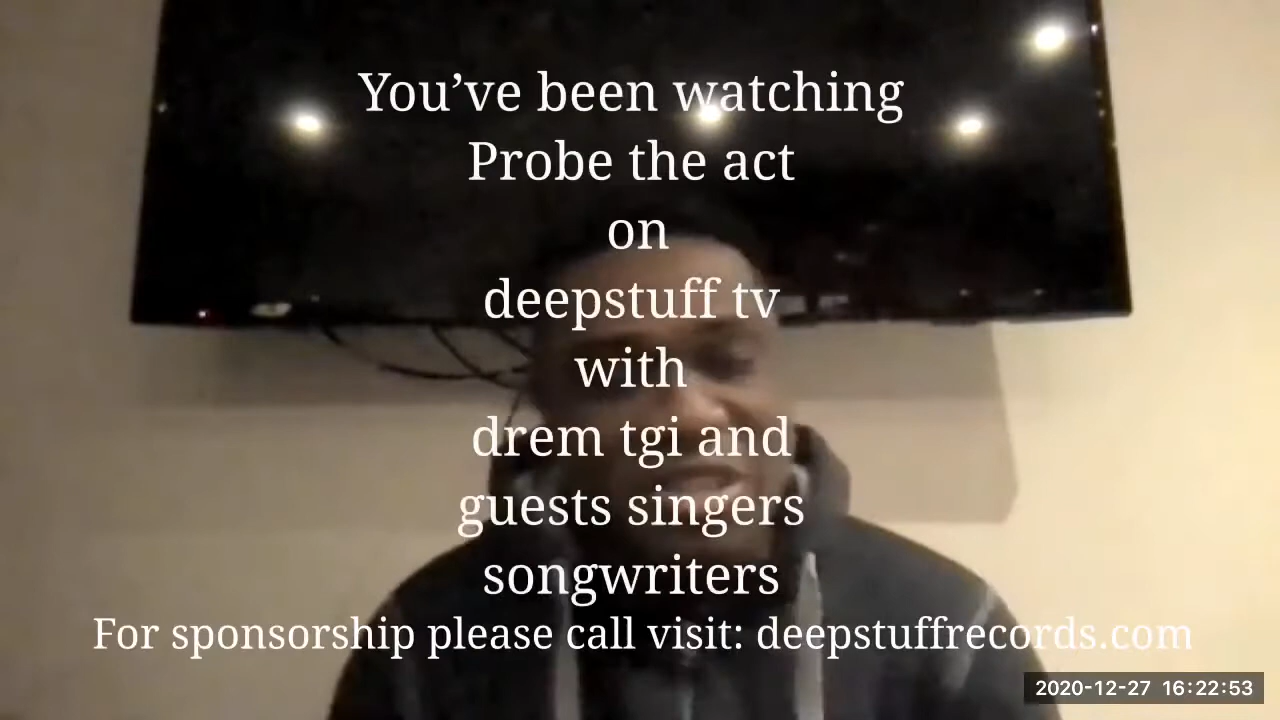 You’ve been watching
Probe the act
on
deepstuff tv
with
drem tgi and
guests singers
songwriters
For sponsorship please call visit: deepstuffrecords.com
2020-12-27 16:22:53